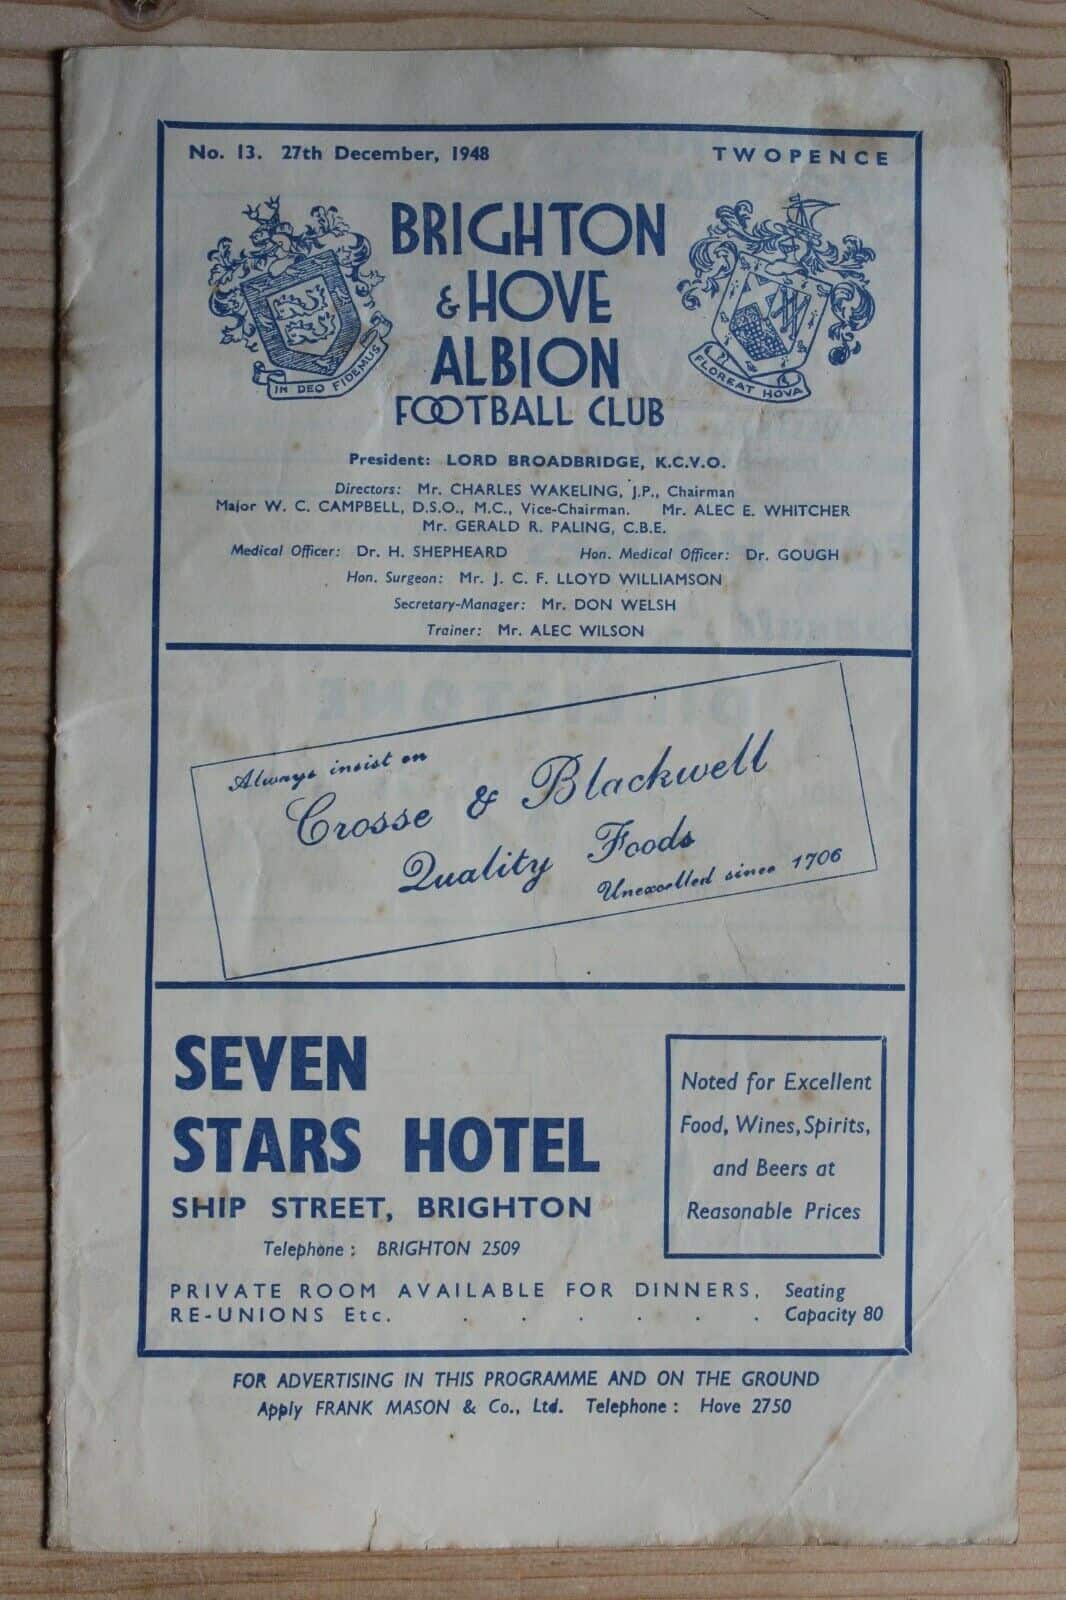 No. 13. 27th December, 1948 TWOPENCE
BRIGHTON
& HOVE
ALBION
FOOTBALL CLUB
IN DEO FIDEMUS
FLOREAT HOVA
President: LORD BROADBRIDGE, K.C.V.O.
Directors: Mr. CHARLES WAKELING, J.P., Chairman
Major W. C. CAMPBELL, D.S.O., M.C., Vice-Chairman. Mr. ALEC E. WHITCHER
Mr. GERALD R. PALING, C.B.E.
Medical Officer: Dr. H. SHEPHEARD Hon. Medical Officer: Dr. GOUGH
Hon. Surgeon: Mr. J. C. F. LLOYD WILLIAMSON
Secretary-Manager: Mr. DON WELSH
Trainer: Mr. ALEC WILSON
Always insist on
Crosse & Blackwell
Quality Foods
Unexcelled since 1706
SEVEN
STARS HOTEL
SHIP STREET, BRIGHTON
Telephone: BRIGHTON 2509
Noted for Excellent
Food, Wines, Spirits,
and Beers at
Reasonable Prices
PRIVATE ROOM AVAILABLE FOR DINNERS, Seating
RE-UNIONS Etc. . . . . . . Capacity 80
FOR ADVERTISING IN THIS PROGRAMME AND ON THE GROUND
Apply FRANK MASON & Co., Ltd. Telephone: Hove 2750